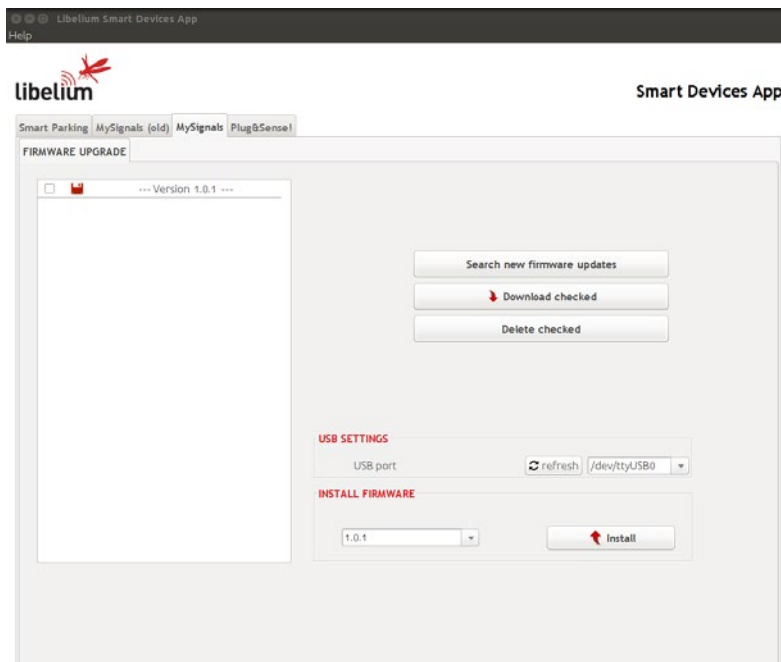 Libelium Smart Devices App
Help
libelium
Smart Devices App
Smart Parking MySignals (old) MySignals Plug&Sense!
FIRMWARE UPGRADE
--- Version 1.0.1 ---
Search new firmware updates
Download checked
Delete checked
USB SETTINGS
USB port refresh /dev/ttyUSB0
INSTALL FIRMWARE
1.0.1 Install